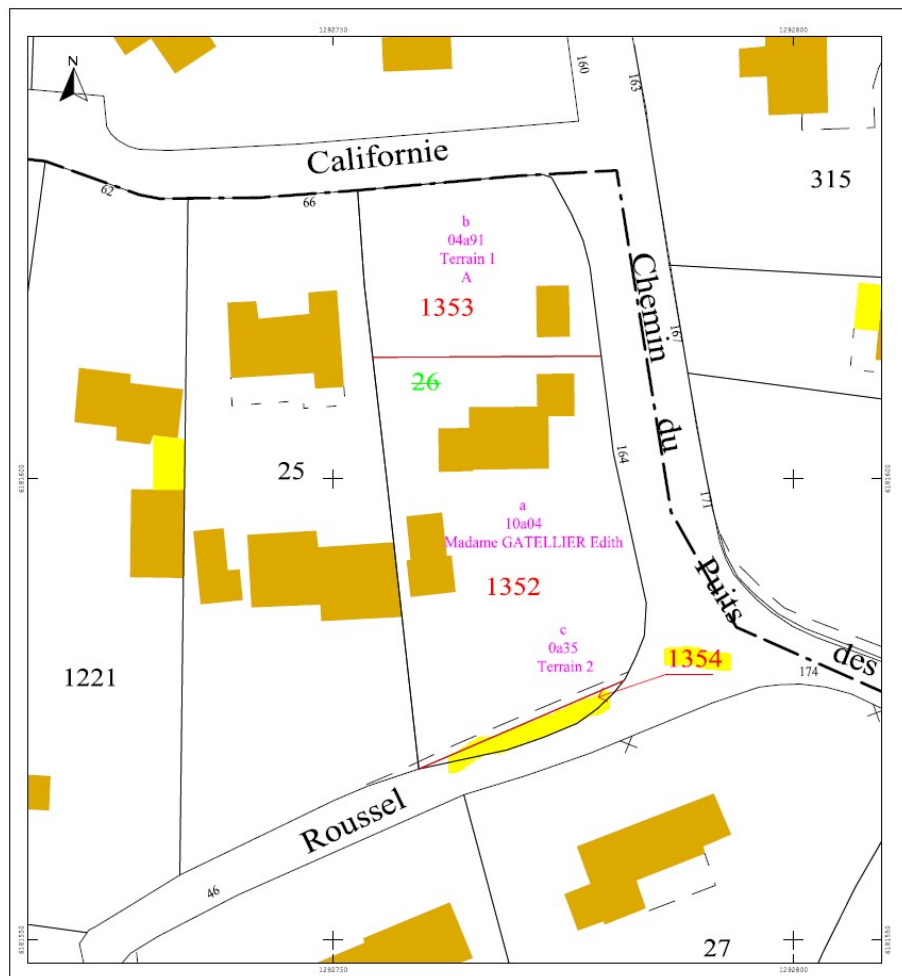 1292750
1292800
N
160
163
Californie
62
66
315
b
04a91
Terrain 1
A
1353
Chemin
167
26
du
25
164
6181600
6181600
171
a
10a04
Madame GATELLIER Edith
1352
Puits
c
0a35
Terrain 2
1354
des
174
1221
Roussel
46
27
6181550
6181550
1292750
1292800